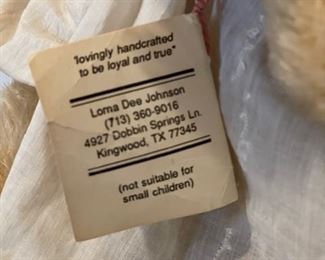 "lovingly handcrafted
to be loyal and true"
Lorna Dee Johnson
(713) 360-9016
4927 Dobbin Springs Ln.
Kingwood, TX 77345
(not suitable for
small children)